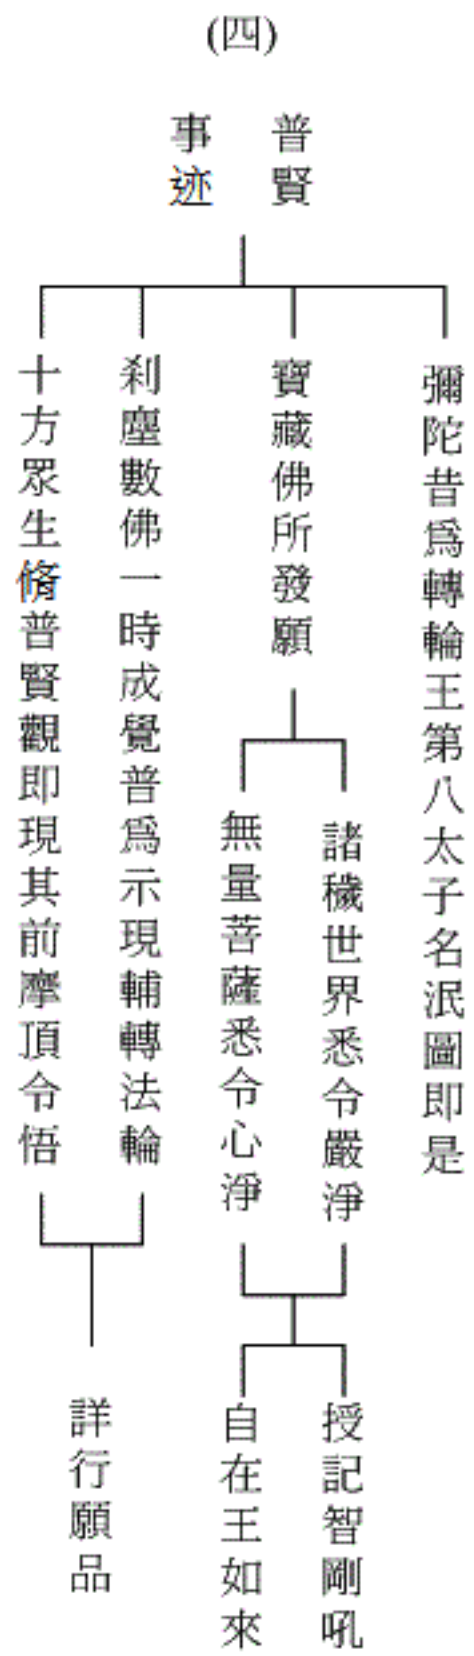 (四)
普賢
事迹
彌陀昔爲轉輪王第八太子名泯圖即是
寶藏佛所發願
諸穢世界悉令嚴淨
無量菩薩悉令心淨
授記智剛吼
自在王如來
剎塵數佛一時成覺普爲示現輔轉法輪
十方眾生脩普賢觀即現其前摩頂令悟
詳行願品